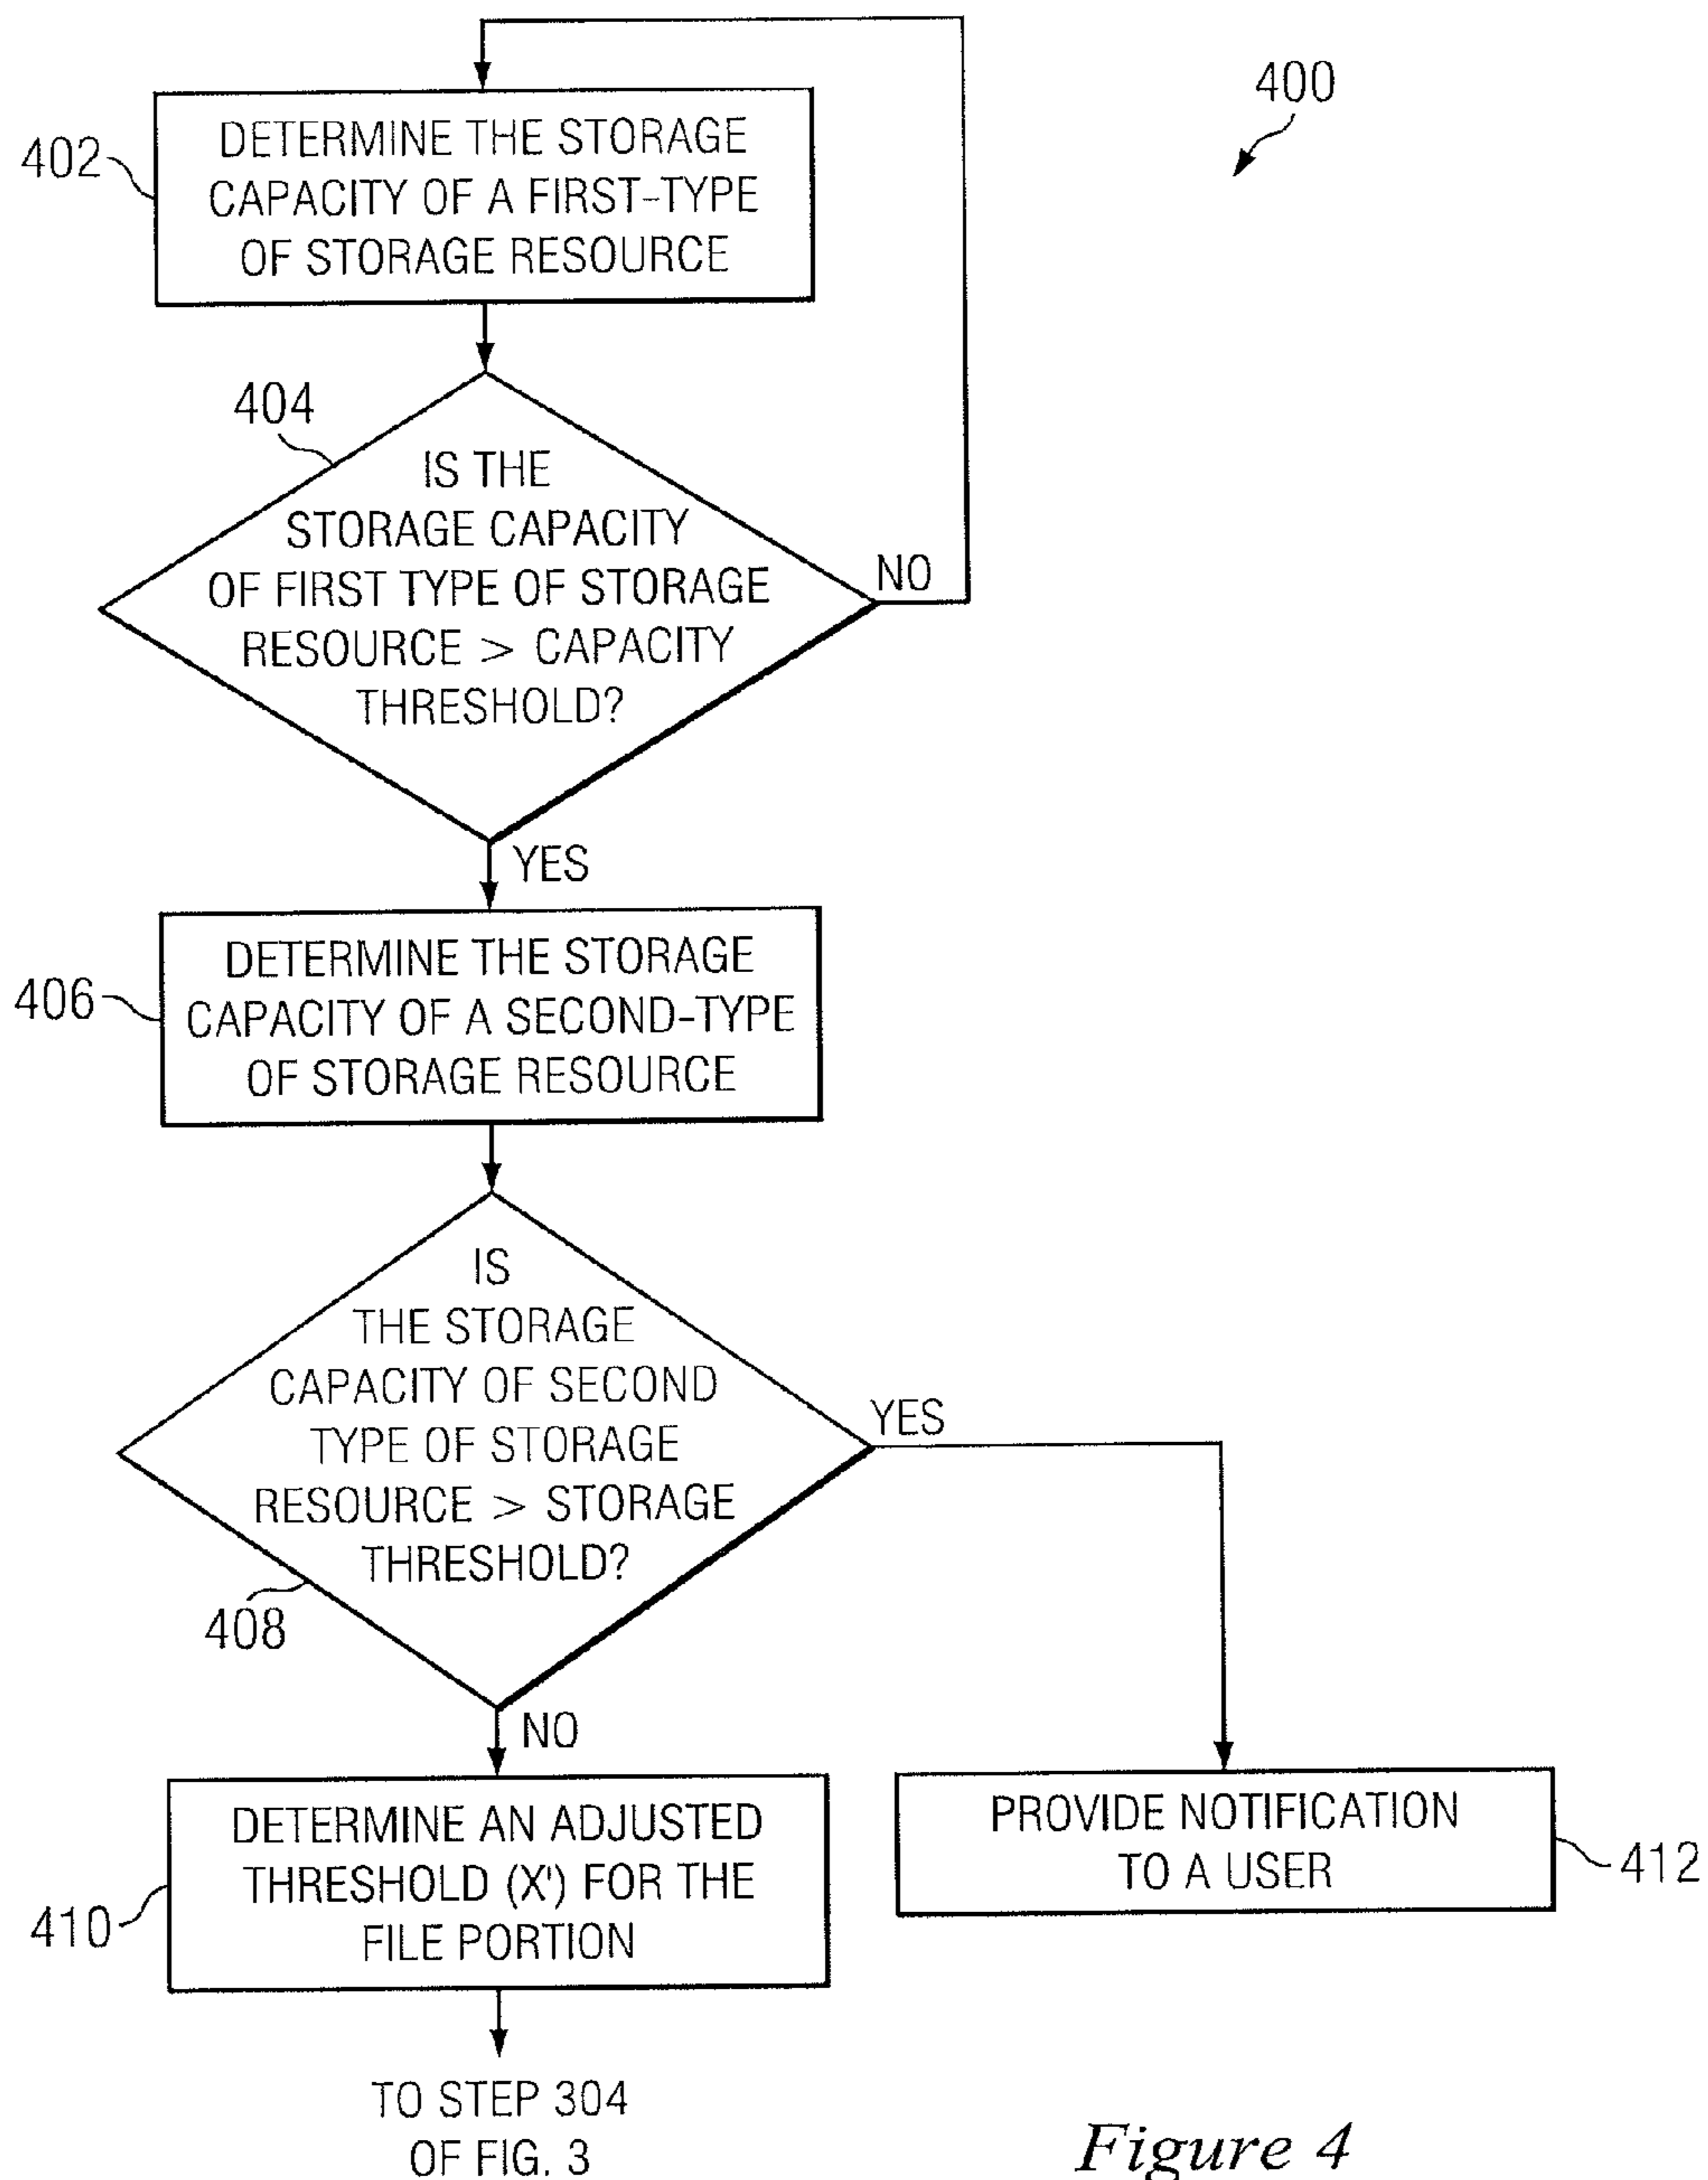 400
402
DETERMINE THE STORAGE
CAPACITY OF A FIRST-TYPE
OF STORAGE RESOURCE
404
IS THE
STORAGE CAPACITY
OF FIRST TYPE OF STORAGE
RESOURCE > CAPACITY
THRESHOLD?
NO
YES
406
DETERMINE THE STORAGE
CAPACITY OF A SECOND-TYPE
OF STORAGE RESOURCE
IS
THE STORAGE
CAPACITY OF SECOND
TYPE OF STORAGE
RESOURCE > STORAGE
THRESHOLD?
YES
408
NO
410
DETERMINE AN ADJUSTED
THRESHOLD (X') FOR THE
FILE PORTION
PROVIDE NOTIFICATION
TO A USER
412
TO STEP 304
OF FIG. 3
Figure 4